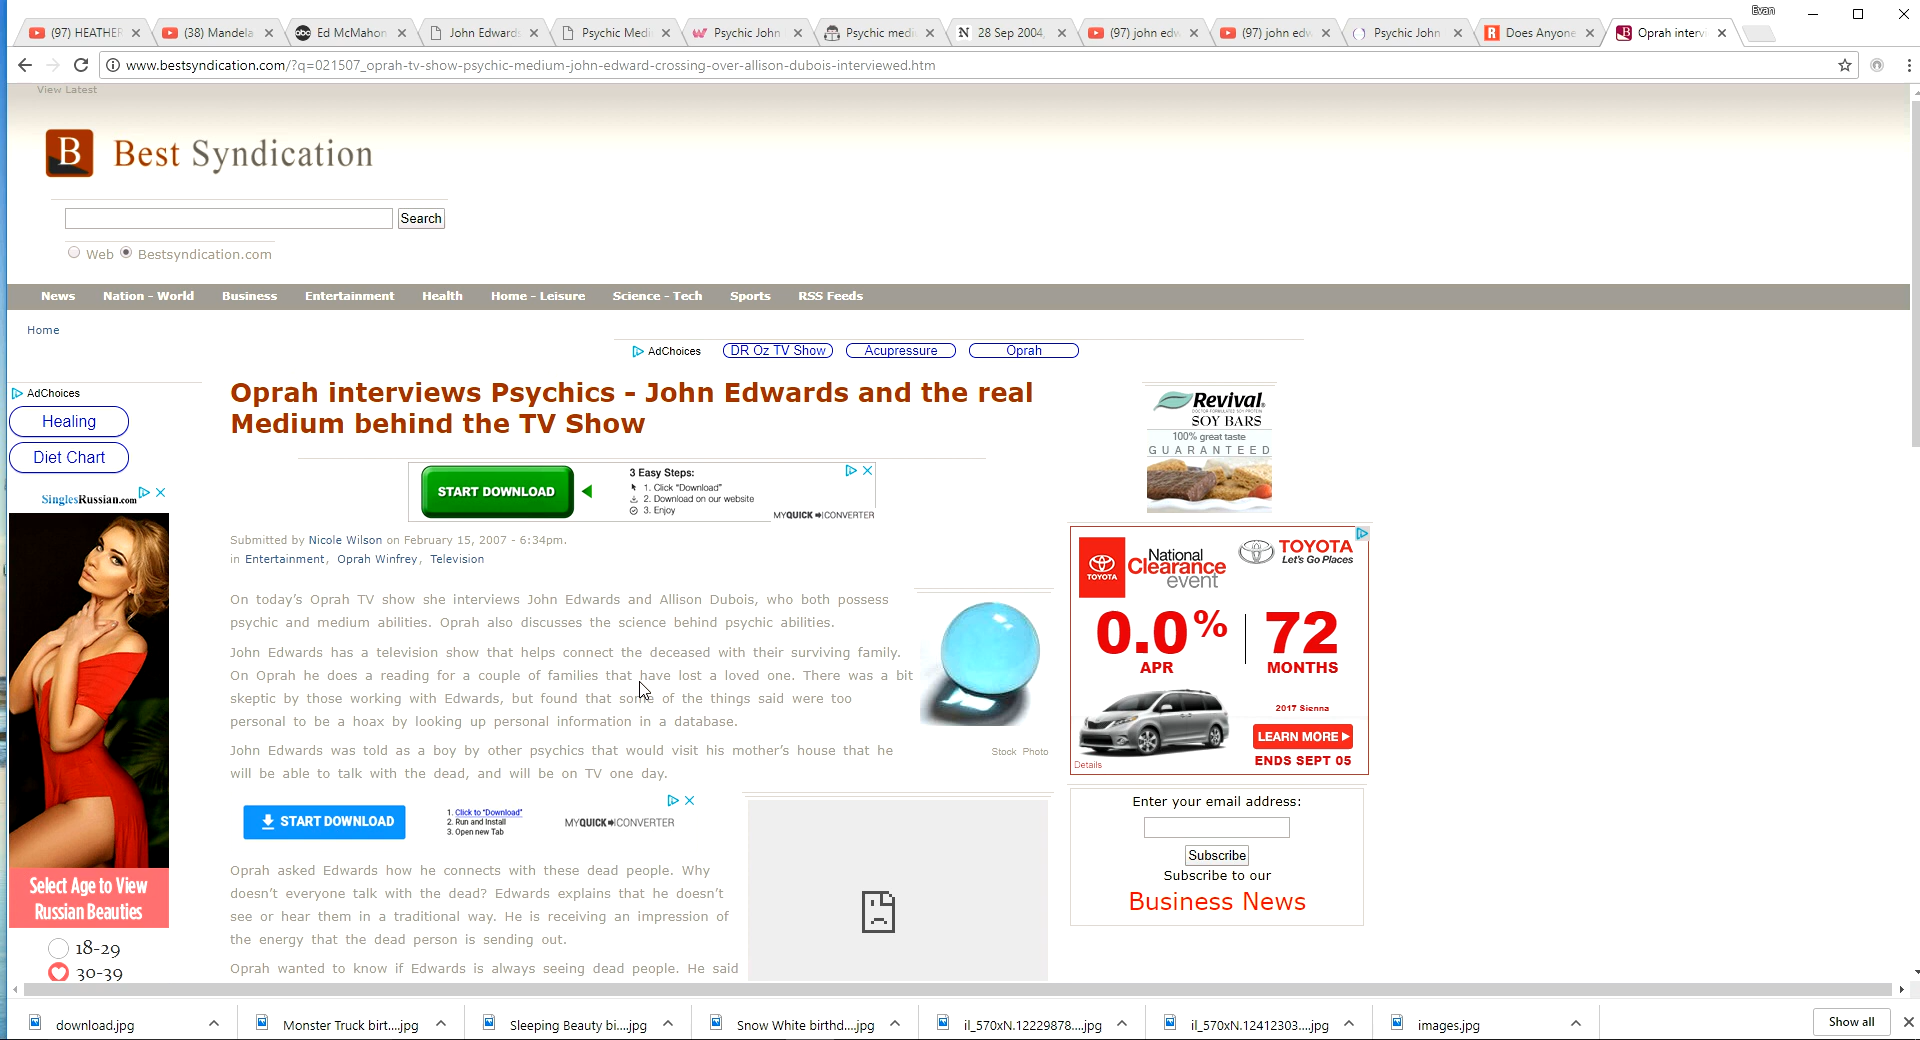 Evan
(97) HEATHER
(38) Mandela
Ed McMahon
John Edwards
Psychic Medi
Psychic John
Psychic medi
28 Sep 2004,
(97) john edw
(97) john edw
Psychic John
Does Anyone
Oprah intervi
www.bestsyndication.com/?q=021507_oprah-tv-show-psychic-medium-john-edward-crossing-over-allison-dubois-interviewed.htm
View Latest
B Best Syndication
Search
Web Bestsyndication.com
News Nation - World Business Entertainment Health Home - Leisure Science - Tech Sports RSS Feeds
Home
AdChoices DR Oz TV Show Acupressure Oprah
AdChoices
Healing
Diet Chart
SinglesRussian.com
Select Age to View
Russian Beauties
18-29
30-39
Oprah interviews Psychics - John Edwards and the real
Medium behind the TV Show
START DOWNLOAD
3 Easy Steps:
1. Click "Download"
2. Download on our website
3. Enjoy
MYQUICK CONVERTER
Submitted by Nicole Wilson on February 15, 2007 - 6:34pm.
in Entertainment, Oprah Winfrey, Television
On today's Oprah TV show she interviews John Edwards and Allison Dubois, who both possess
psychic and medium abilities. Oprah also discusses the science behind psychic abilities.
John Edwards has a television show that helps connect the deceased with their surviving family.
On Oprah he does a reading for a couple of families that have lost a loved one. There was a bit
skeptic by those working with Edwards, but found that some of the things said were too
personal to be a hoax by looking up personal information in a database.
John Edwards was told as a boy by other psychics that would visit his mother's house that he
will be able to talk with the dead, and will be on TV one day.
Stock Photo
START DOWNLOAD
1. Click to "Download"
2. Run and Install
3. Open new Tab
MYQUICK CONVERTER
Oprah asked Edwards how he connects with these dead people. Why
doesn't everyone talk with the dead? Edwards explains that he doesn't
see or hear them in a traditional way. He is receiving an impression of
the energy that the dead person is sending out.
Oprah wanted to know if Edwards is always seeing dead people. He said
Revival
DOCTOR FORMULATED SOY PROTEIN
SOY BARS
100% great taste
GUARANTEED
TOYOTA
National
Clearance
event
TOYOTA
Let's Go Places
0.0%
APR
72
MONTHS
2017 Sienna
LEARN MORE
ENDS SEPT 05
Details
Enter your email address:
Subscribe
Subscribe to our
Business News
download.jpg
Monster Truck birt....jpg
Sleeping Beauty bi....jpg
Snow White birthd....jpg
il_570xN.12229878....jpg
il_570xN.12412303....jpg
images.jpg
Show all